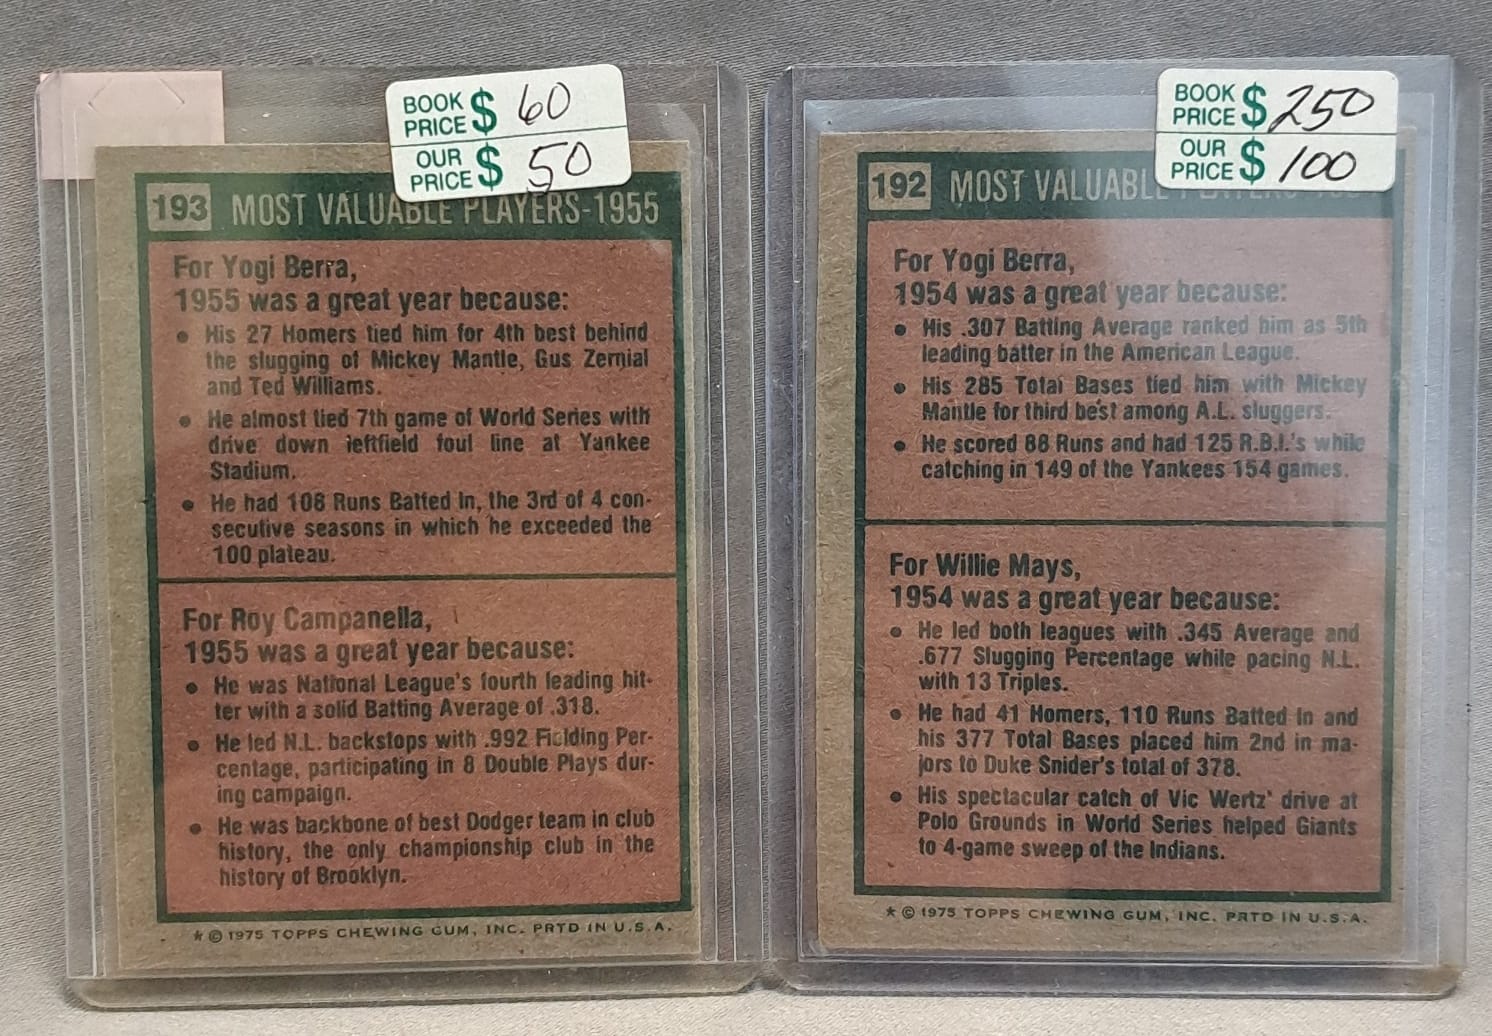 BOOK PRICE $ 60
OUR PRICE $ 50
193 MOST VALUABLE PLAYERS-1955
For Yogi Berra,
1955 was a great year because:
• His 27 Homers tied him for 4th best behind
the slugging of Mickey Mantle, Gus Zernial
and Ted Williams.
• He almost tied 7th game of World Series with
drive down leftfield foul line at Yankee
Stadium.
• He had 108 Runs Batted In, the 3rd of 4 con-
secutive seasons in which he exceeded the
100 plateau.
For Roy Campanella,
1955 was a great year because:
• He was National League's fourth leading hit-
ter with a solid Batting Average of .318.
• He led N.L. backstops with .992 Fielding Per-
centage, participating in 8 Double Plays dur-
ing campaign.
• He was backbone of best Dodger team in club
history, the only championship club in the
history of Brooklyn.
* © 1975 TOPPS CHEWING GUM, INC. PRTD IN U.S.A.
BOOK PRICE $ 250
OUR PRICE $ 100
192 MOST VALUABL
For Yogi Berra,
1954 was a great year because:
• His .307 Batting Average ranked him as 5th
leading batter in the American League.
• His 285 Total Bases tied him with Mickey
Mantle for third best among A.L. sluggers.
• He scored 88 Runs and had 125 R.B.I.'s while
catching in 149 of the Yankees 154 games.
For Willie Mays,
1954 was a great year because:
• He led both leagues with .345 Average and
.677 Slugging Percentage while pacing N.L.
with 13 Triples.
• He had 41 Homers, 110 Runs Batted In and
his 377 Total Bases placed him 2nd in ma-
jors to Duke Snider's total of 378.
• His spectacular catch of Vic Wertz' drive at
Polo Grounds in World Series helped Giants
to 4-game sweep of the Indians.
* © 1975 TOPPS CHEWING GUM, INC. PRTD IN U.S.A.